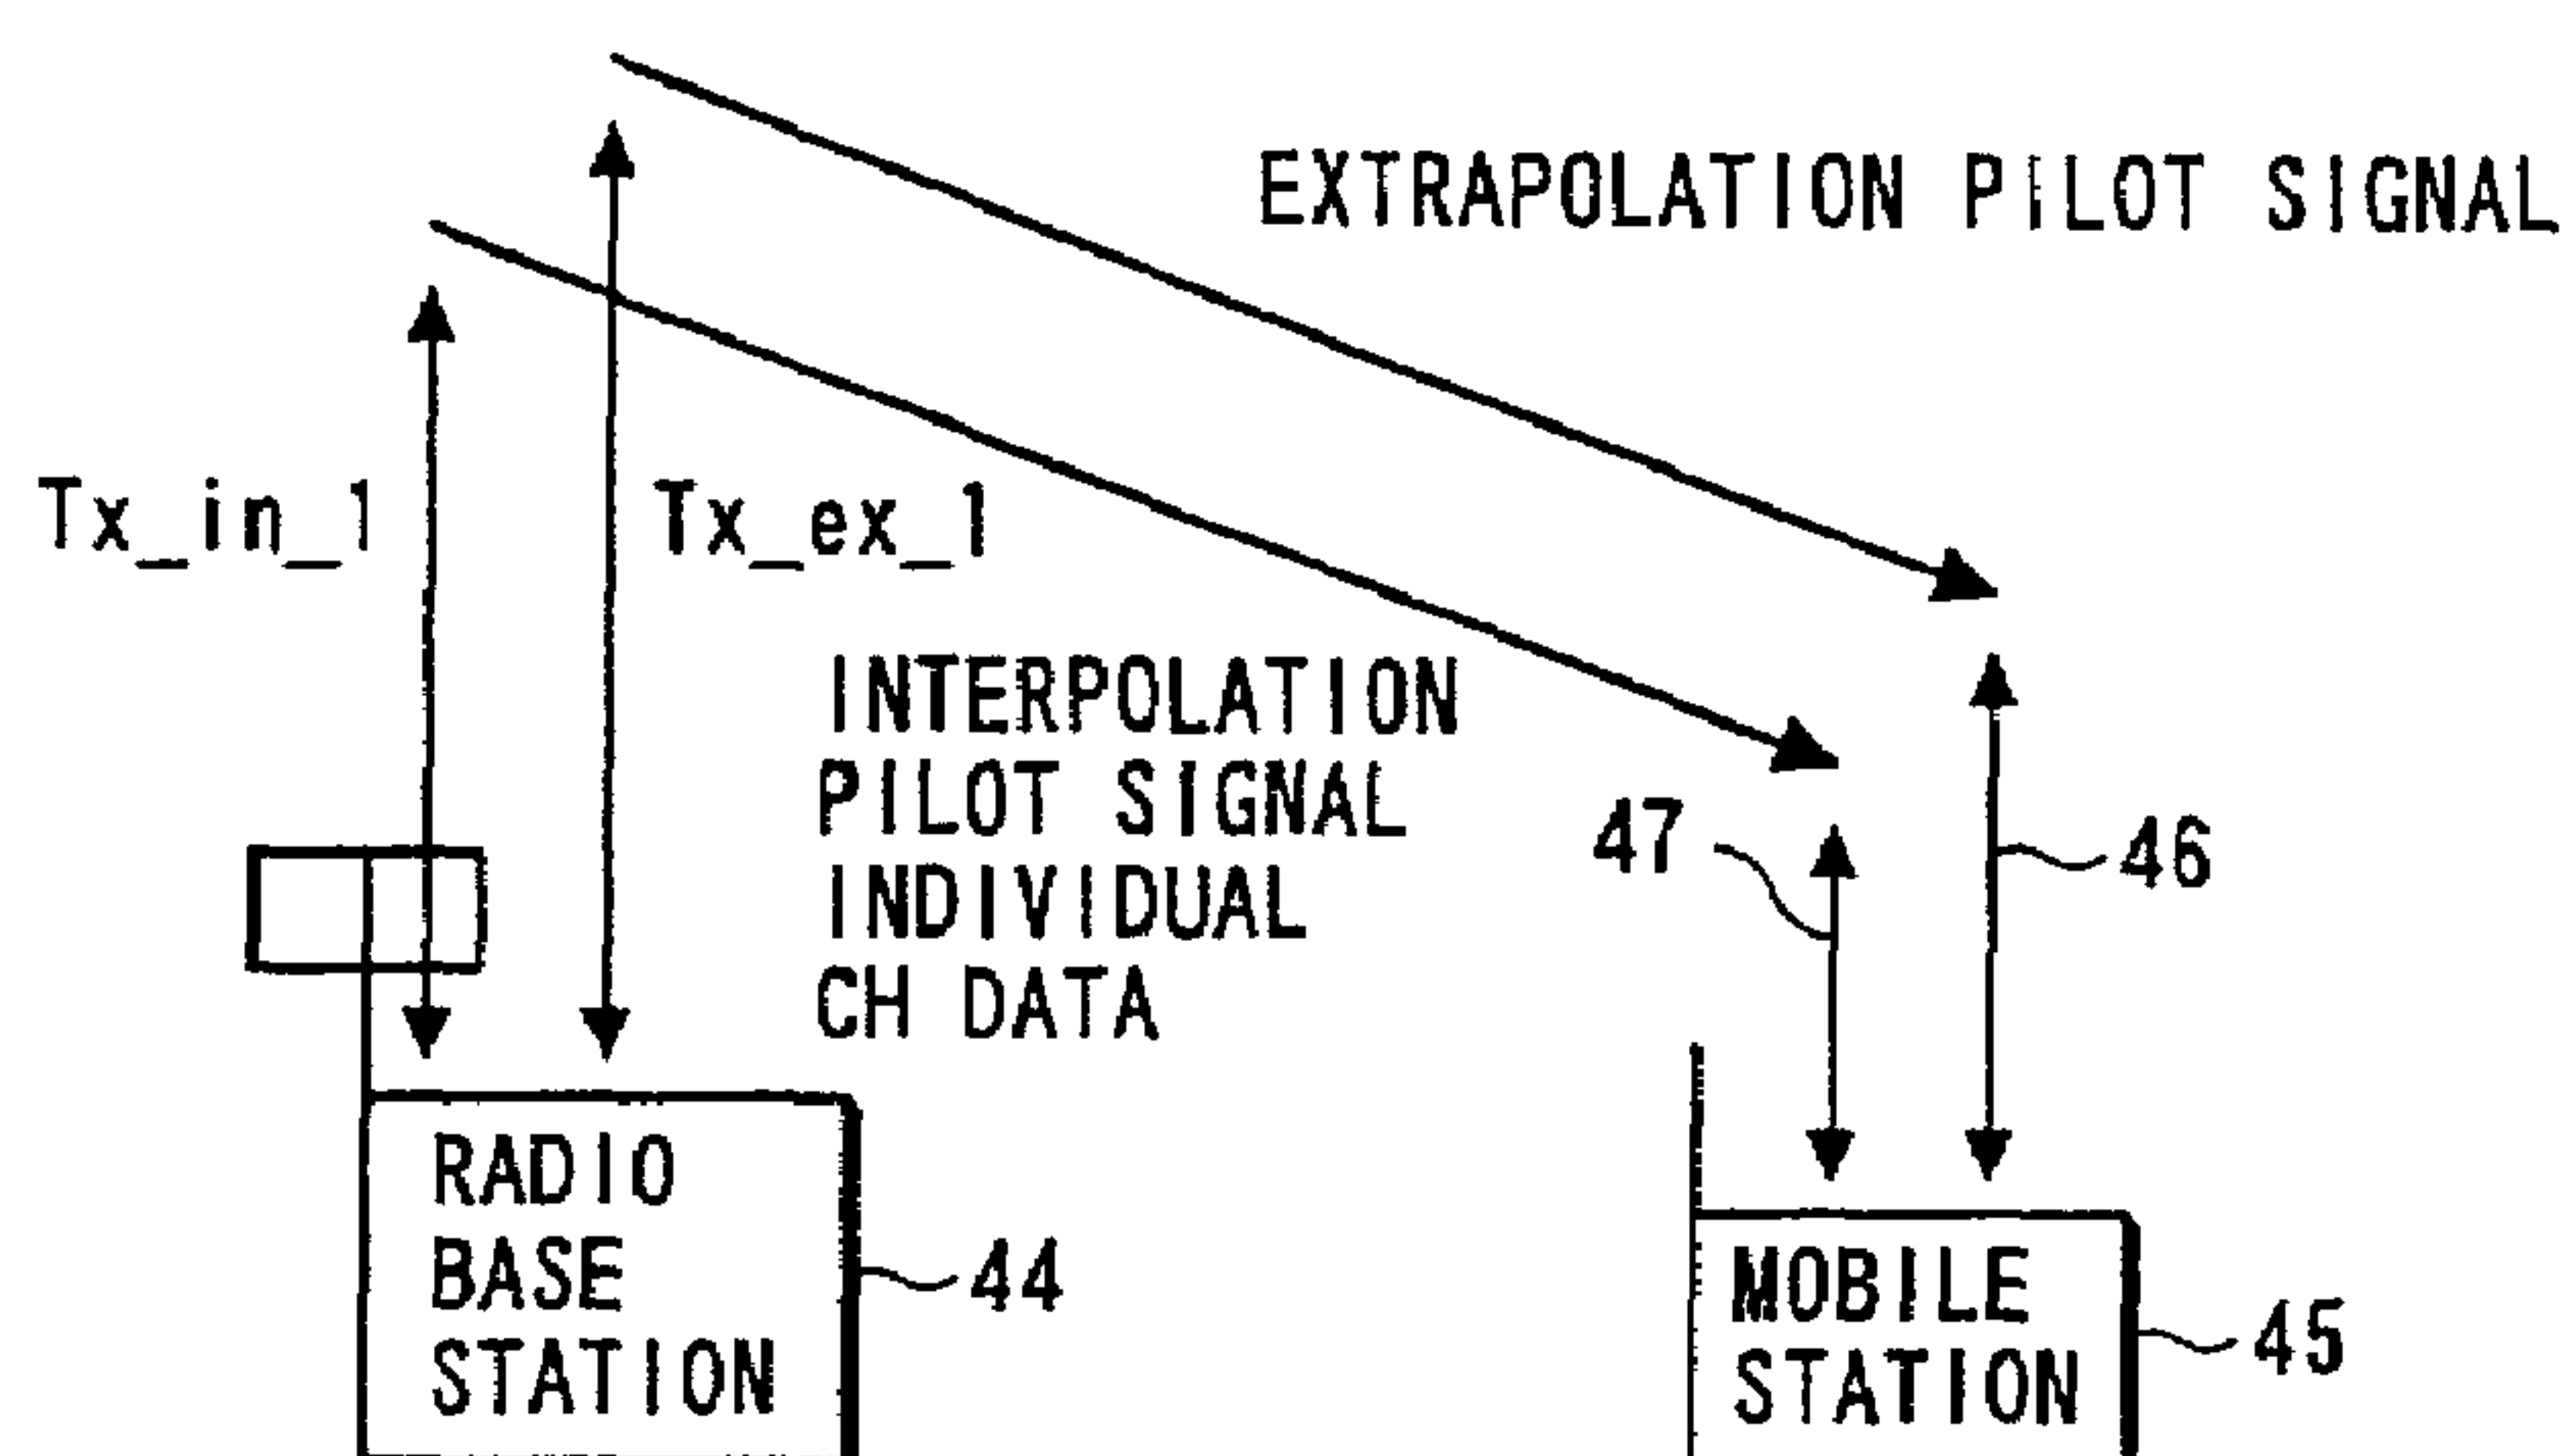 EXTRAPOLATION PILOT SIGNAL
Tx_in_1
Tx_ex_1
INTERPOLATION
PILOT SIGNAL
INDIVIDUAL
CH DATA
47
46
RADIO
BASE
STATION
44
MOBILE
STATION
45